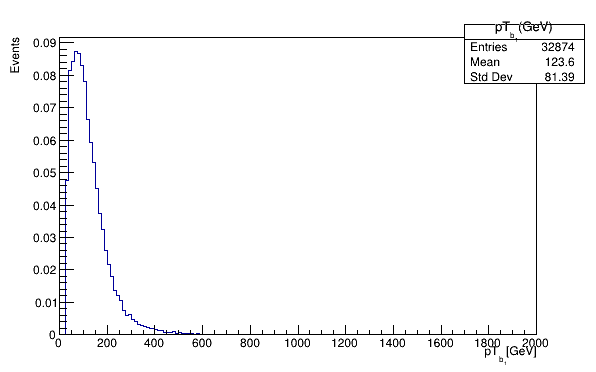 pT_b_1(GeV)
Entries 32874
Mean 123.6
Std Dev 81.39
Events
0.09
0.08
0.07
0.06
0.05
0.04
0.03
0.02
0.01
0
0 200 400 600 800 1000 1200 1400 1600 1800 2000
pT_b_1[GeV]